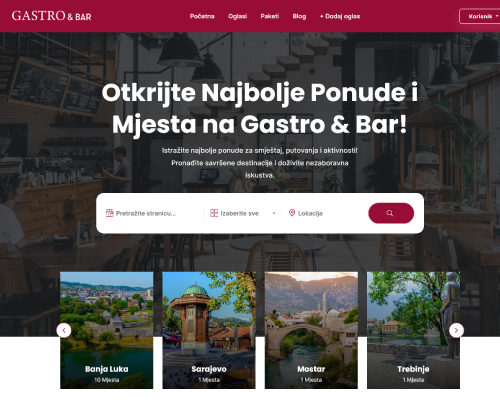 GASTRO & BAR
Početna Oglasi Paketi Blog + Dodaj oglas
Korisnik
Otkrijte Najbolje Ponude i
Mjesta na Gastro & Bar!
Istražite najbolje ponude za smještaj, putovanja i aktivnosti!
Pronađite savršene destinacije i doživite nezaboravna
iskustva.
Pretražite stranicu... Izaberite sve Lokacija
Banja Luka Sarajevo Mostar Trebinje
10 Mjesta 1 Mjesta 1 Mjesta 1 Mjesta